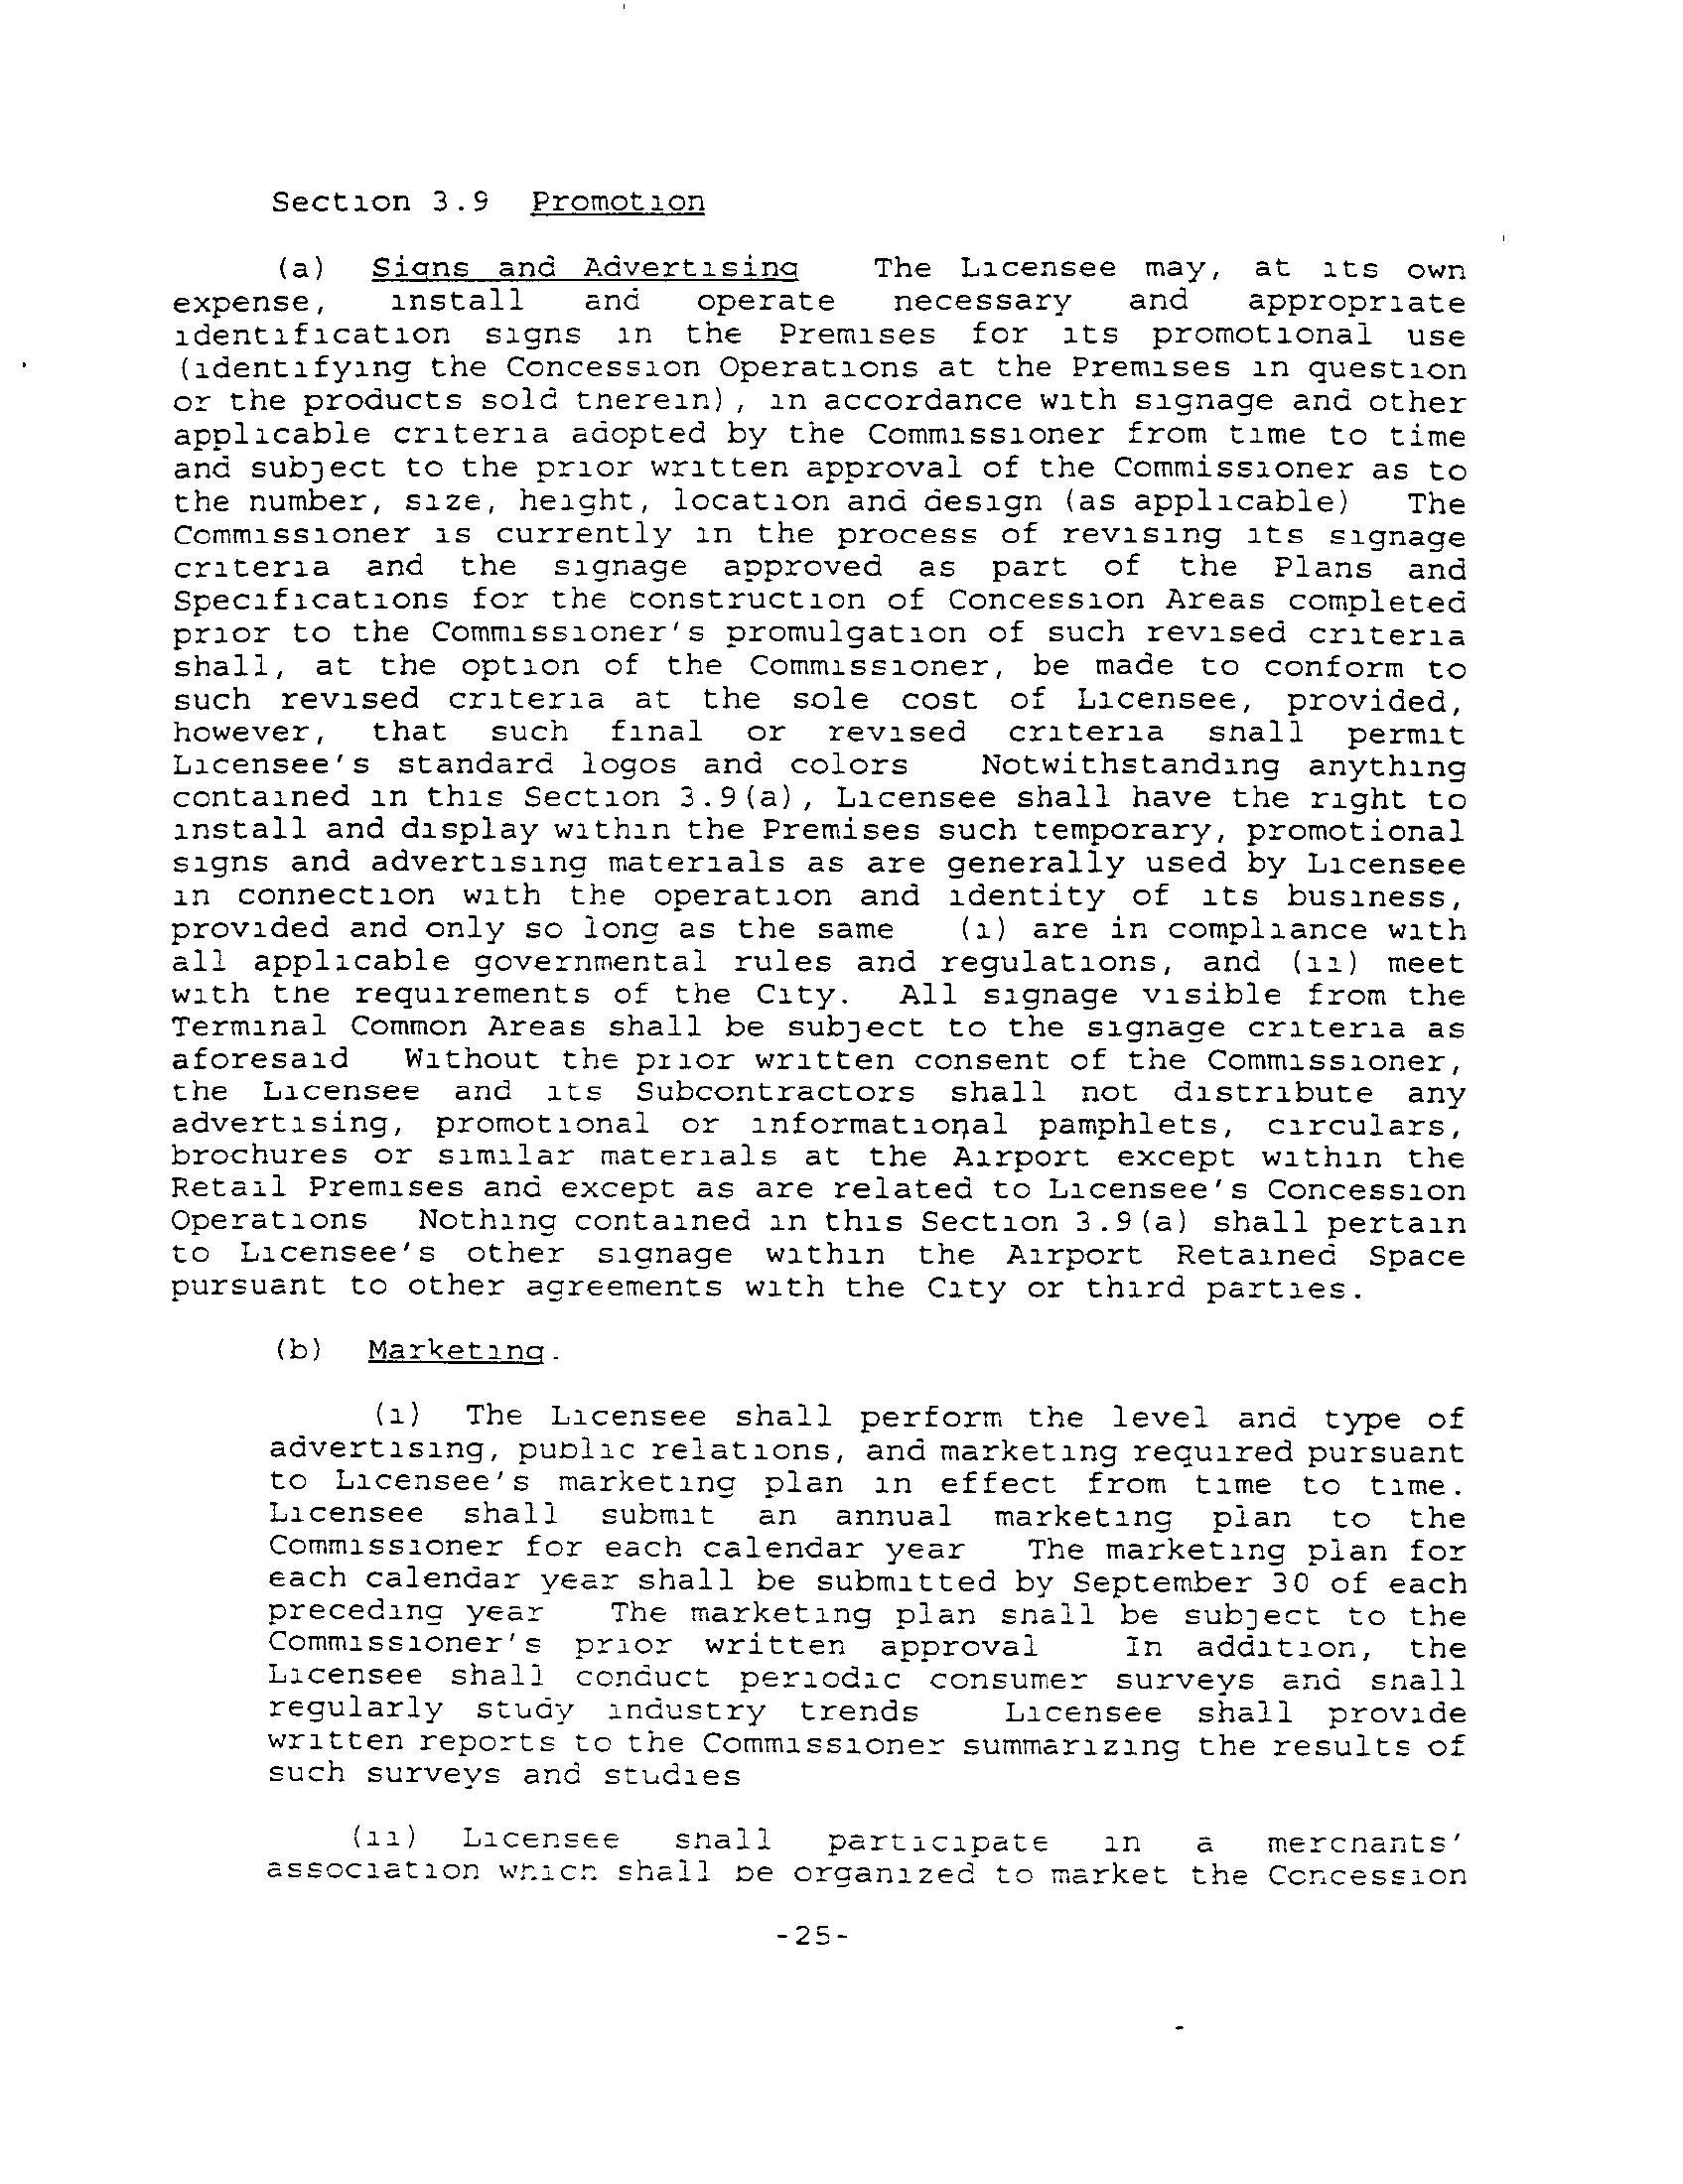 Section 3.9 Promotion
(a) Signs and Advertising The Licensee may, at its own
expense, install and operate necessary and appropriate
identification signs in the Premises for its promotional use
(identifying the Concession Operations at the Premises in question
or the products sold therein), in accordance with signage and other
applicable criteria adopted by the Commissioner from time to time
and subject to the prior written approval of the Commissioner as to
the number, size, height, location and design (as applicable) The
Commissioner is currently in the process of revising its signage
criteria and the signage approved as part of the Plans and
Specifications for the construction of Concession Areas completed
prior to the Commissioner's promulgation of such revised criteria
shall, at the option of the Commissioner, be made to conform to
such revised criteria at the sole cost of Licensee, provided,
however, that such final or revised criteria shall permit
Licensee's standard logos and colors Notwithstanding anything
contained in this Section 3.9(a), Licensee shall have the right to
install and display within the Premises such temporary, promotional
signs and advertising materials as are generally used by Licensee
in connection with the operation and identity of its business,
provided and only so long as the same (i) are in compliance with
all applicable governmental rules and regulations, and (ii) meet
with the requirements of the City. All signage visible from the
Terminal Common Areas shall be subject to the signage criteria as
aforesaid Without the prior written consent of the Commissioner,
the Licensee and its Subcontractors shall not distribute any
advertising, promotional or informational pamphlets, circulars,
brochures or similar materials at the Airport except within the
Retail Premises and except as are related to Licensee's Concession
Operations Nothing contained in this Section 3.9(a) shall pertain
to Licensee's other signage within the Airport Retained Space
pursuant to other agreements with the City or third parties.
(b) Marketing.
(i) The Licensee shall perform the level and type of
advertising, public relations, and marketing required pursuant
to Licensee's marketing plan in effect from time to time.
Licensee shall submit an annual marketing plan to the
Commissioner for each calendar year The marketing plan for
each calendar year shall be submitted by September 30 of each
preceding year The marketing plan shall be subject to the
Commissioner's prior written approval In addition, the
Licensee shall conduct periodic consumer surveys and shall
regularly study industry trends Licensee shall provide
written reports to the Commissioner summarizing the results of
such surveys and studies
(ii) Licensee shall participate in a merchants'
association which shall be organized to market the Concession
-25-